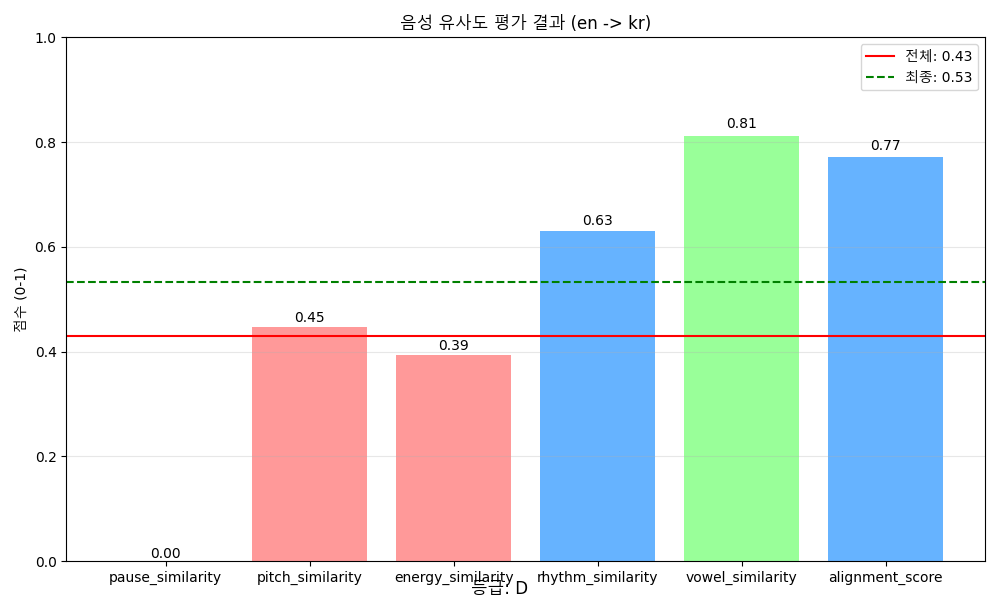 음성 유사도 평가 결과 (en -> kr)
전체: 0.43
최종: 0.53
점수 (0-1)
1.0
0.8
0.6
0.4
0.2
0.0
0.00
0.45
0.39
0.63
0.81
0.77
pause_similarity
pitch_similarity
energy_similarity
rhythm_similarity
vowel_similarity
alignment_score
등급: D